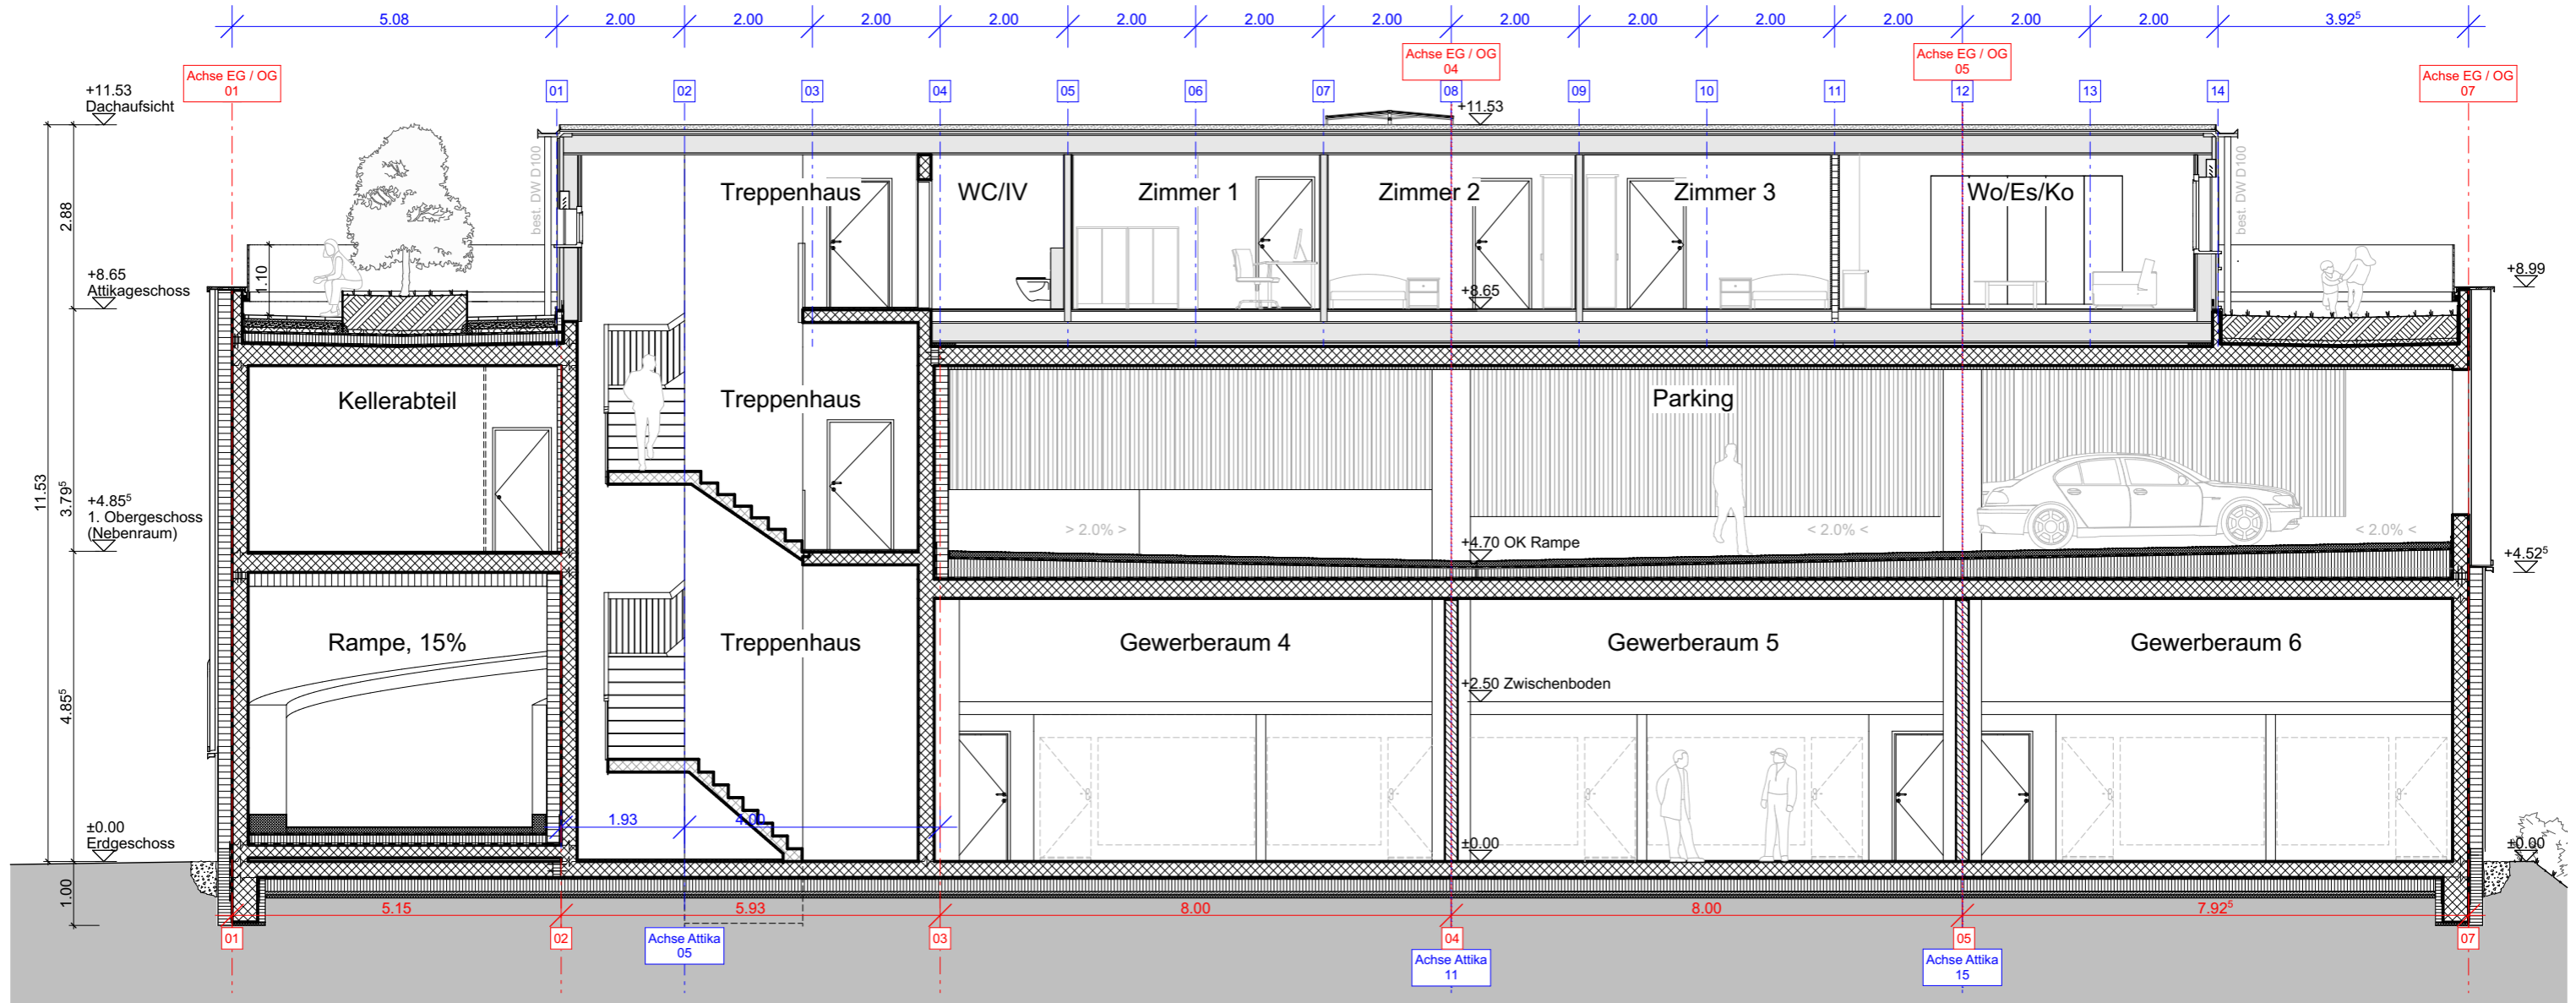 5.08 2.00 2.00 2.00 2.00 2.00 2.00 2.00 2.00 2.00 2.00 2.00 2.00 2.00 3.92⁵
Achse EG / OG
01
Achse EG / OG
04
Achse EG / OG
05
Achse EG / OG
07
01 02 03 04 05 06 07 08 09 10 11 12 13 14
+11.53
Dachaufsicht
+11.53
best. DW D100
best. DW D100
Treppenhaus WC/IV Zimmer 1 Zimmer 2 Zimmer 3 Wo/Es/Ko
2.88
1.10
+8.65
Attikageschoss
+8.65
+8.99
Kellerabteil Treppenhaus Parking
11.53
3.79⁵
+4.85⁵
1. Obergeschoss
(Nebenraum)
> 2.0% > < 2.0% < < 2.0% <
+4.70 OK Rampe
+4.52⁵
Rampe, 15% Treppenhaus Gewerberaum 4 Gewerberaum 5 Gewerberaum 6
4.85⁵
+2.50 Zwischenboden
1.93 4.00
±0.00
Erdgeschoss
±0.00
±0.00
1.00
5.15 5.93 8.00 8.00 7.92⁵
01 02 03 04 05 07
Achse Attika
05
Achse Attika
11
Achse Attika
15